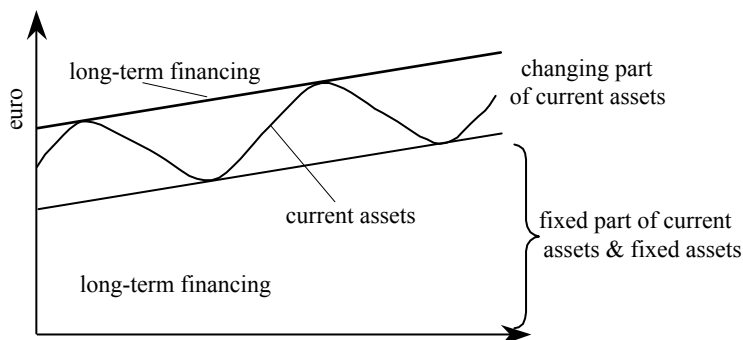 long-term financing
changing part
of current assets
euro
current assets
fixed part of current
assets & fixed assets
long-term financing